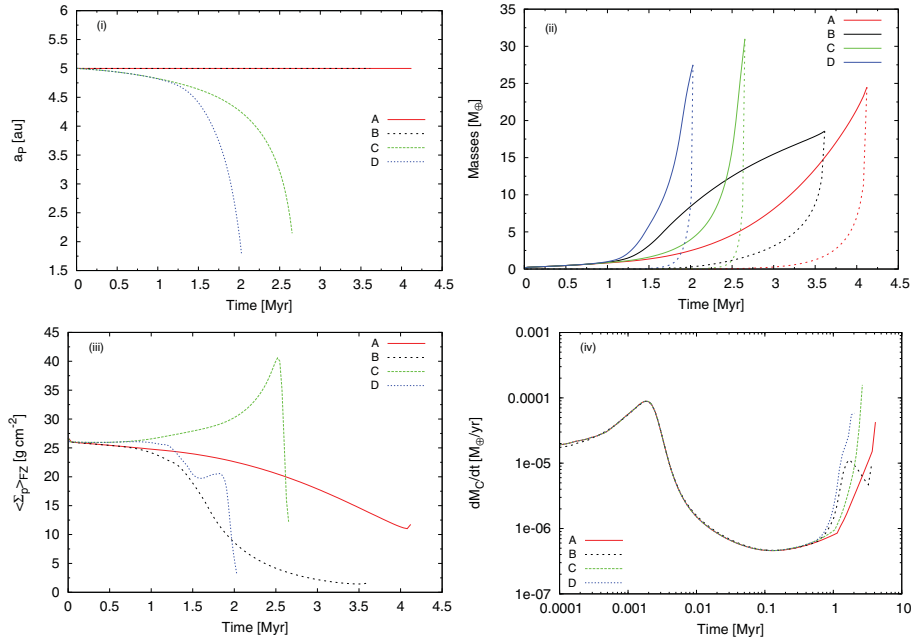 (i)
5.5
5
4.5
4
3.5
3
2.5
2
1.5
a_P [au]
A
B
C
D
0 0.5 1 1.5 2 2.5 3 3.5 4 4.5
Time [Myr]
(ii)
35
30
25
20
15
10
5
0
Masses [M⊕]
A
B
C
D
0 0.5 1 1.5 2 2.5 3 3.5 4 4.5
Time [Myr]
(iii)
45
40
35
30
25
20
15
10
5
0
<Σ_p>_FZ [g cm⁻²]
A
B
C
D
0 0.5 1 1.5 2 2.5 3 3.5 4 4.5
Time [Myr]
(iv)
0.001
0.0001
1e-05
1e-06
1e-07
dM_C/dt [M⊕/yr]
A
B
C
D
0.0001 0.001 0.01 0.1 1 10
Time [Myr]